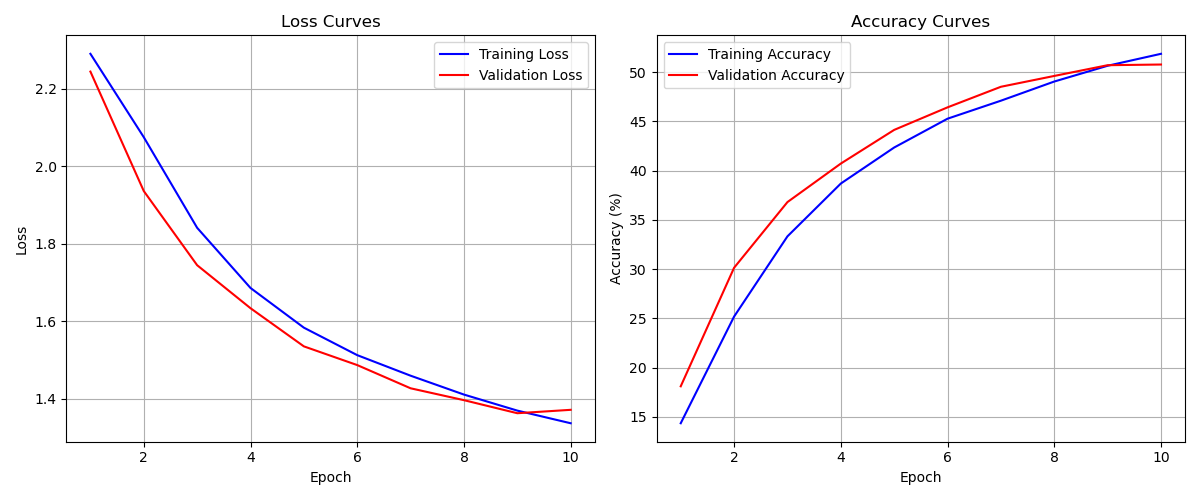 Loss Curves
Training Loss
Validation Loss
2.2
2.0
1.8
1.6
1.4
Loss
2
4
6
8
10
Epoch
Accuracy Curves
Training Accuracy
Validation Accuracy
50
45
40
35
30
25
20
15
Accuracy (%)
2
4
6
8
10
Epoch